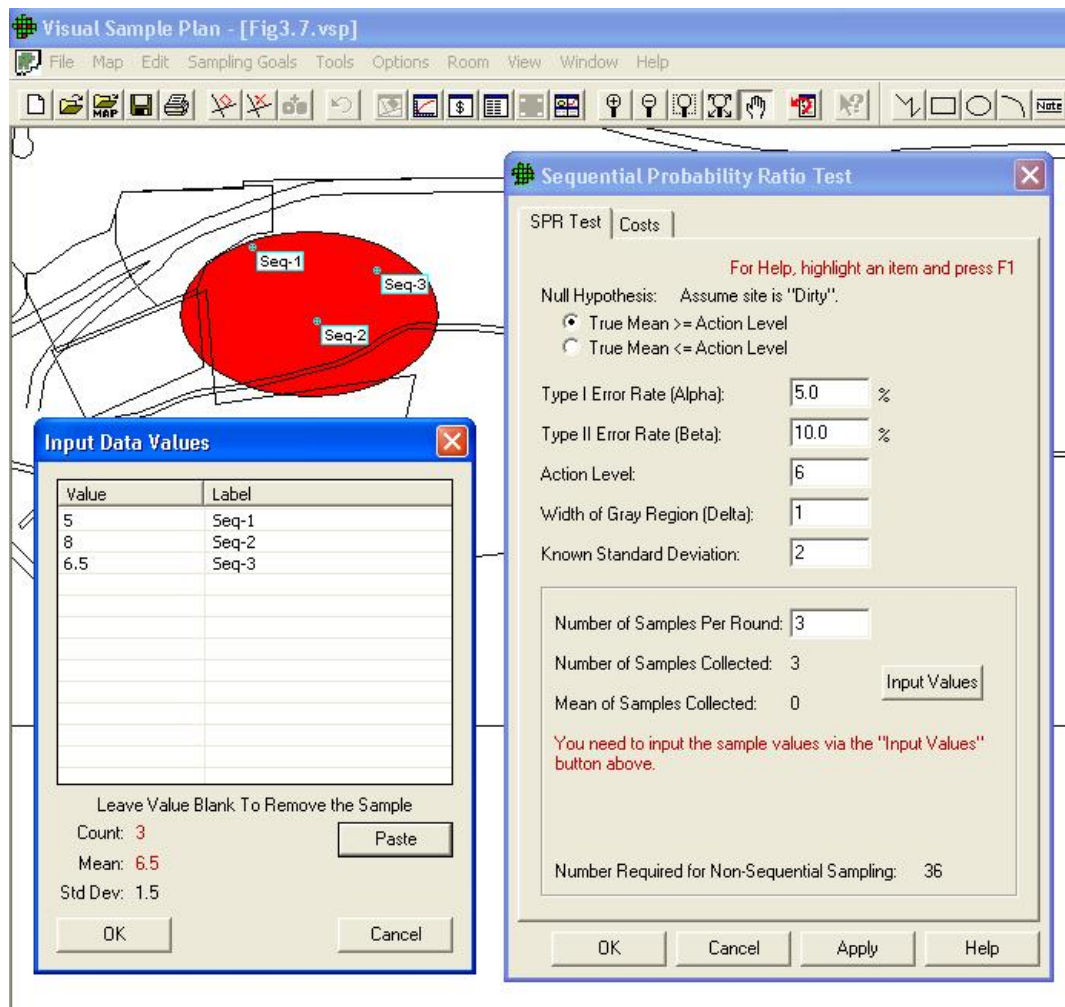 Visual Sample Plan - [Fig3.7.vsp]
File Map Edit Sampling Goals Tools Options Room View Window Help
MAP $ Note
Seq-1
Seq-3
Seq-2
Input Data Values
Value Label
5 Seq-1
8 Seq-2
6.5 Seq-3
Leave Value Blank To Remove the Sample
Count: 3
Paste
Mean: 6.5
Std Dev: 1.5
OK Cancel
Sequential Probability Ratio Test
SPR Test Costs
For Help, highlight an item and press F1
Null Hypothesis: Assume site is "Dirty".
True Mean >= Action Level
True Mean <= Action Level
Type I Error Rate (Alpha): 5.0 %
Type II Error Rate (Beta): 10.0 %
Action Level: 6
Width of Gray Region (Delta): 1
Known Standard Deviation: 2
Number of Samples Per Round: 3
Number of Samples Collected: 3
Input Values
Mean of Samples Collected: 0
You need to input the sample values via the "Input Values"
button above.
Number Required for Non-Sequential Sampling: 36
OK Cancel Apply Help